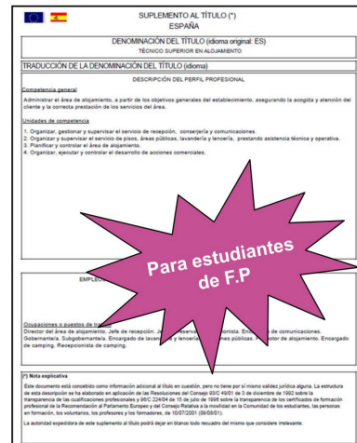 SUPLEMENTO AL TÍTULO (*)
ESPAÑA
DENOMINACIÓN DEL TÍTULO (idioma original: ES)
TÉCNICO SUPERIOR EN ALOJAMIENTO
TRADUCCIÓN DE LA DENOMINACIÓN DEL TÍTULO (idioma)
DESCRIPCIÓN DEL PERFIL PROFESIONAL
Competencia general
Administrar el área de alojamiento, a partir de los objetivos generales del establecimiento, asegurando la acogida y atención del
cliente y la correcta prestación de los servicios del área.
Unidades de competencia
1. Organizar, gestionar y supervisar el servicio de recepción, conserjería y comunicaciones.
2. Organizar y supervisar el servicio de pisos, áreas públicas, lavandería y lencería, prestando asistencia técnica y operativa.
3. Planificar y controlar el área de alojamiento.
4. Organizar, ejecutar y controlar el desarrollo de acciones comerciales.
Para estudiantes
de F.P
Ocupaciones o puestos de
Director del área de alojamiento. Jefe de recepción. de comunicaciones.
Gobernanta. Subgobernanta. Encargado de y lencería públicas. de alojamiento. Encargado
de camping. Recepcionista de camping.
(*) Nota explicativa
Este documento está concebido como información adicional al título en cuestión, pero no tiene por sí mismo validez jurídica alguna. La estructura
de esta descripción se ha elaborado en aplicación de las Resoluciones del Consejo 93/C 49/01 de 3 de diciembre de 1992 sobre la
transparencia de las cualificaciones profesionales y 96/C 224/04 de 15 de julio de 1996 sobre la transparencia de los certificados de formación
profesional de la Recomendación al Parlamento Europeo y del Consejo Relativa a la movilidad en la Comunidad de los estudiantes, las personas
en formación, los voluntarios, los profesores y los formadores, de 10/07/2001
La autoridad expedidora de este suplemento al título podrá dejar en blanco todo recuadro del mismo que considere irrelevante.